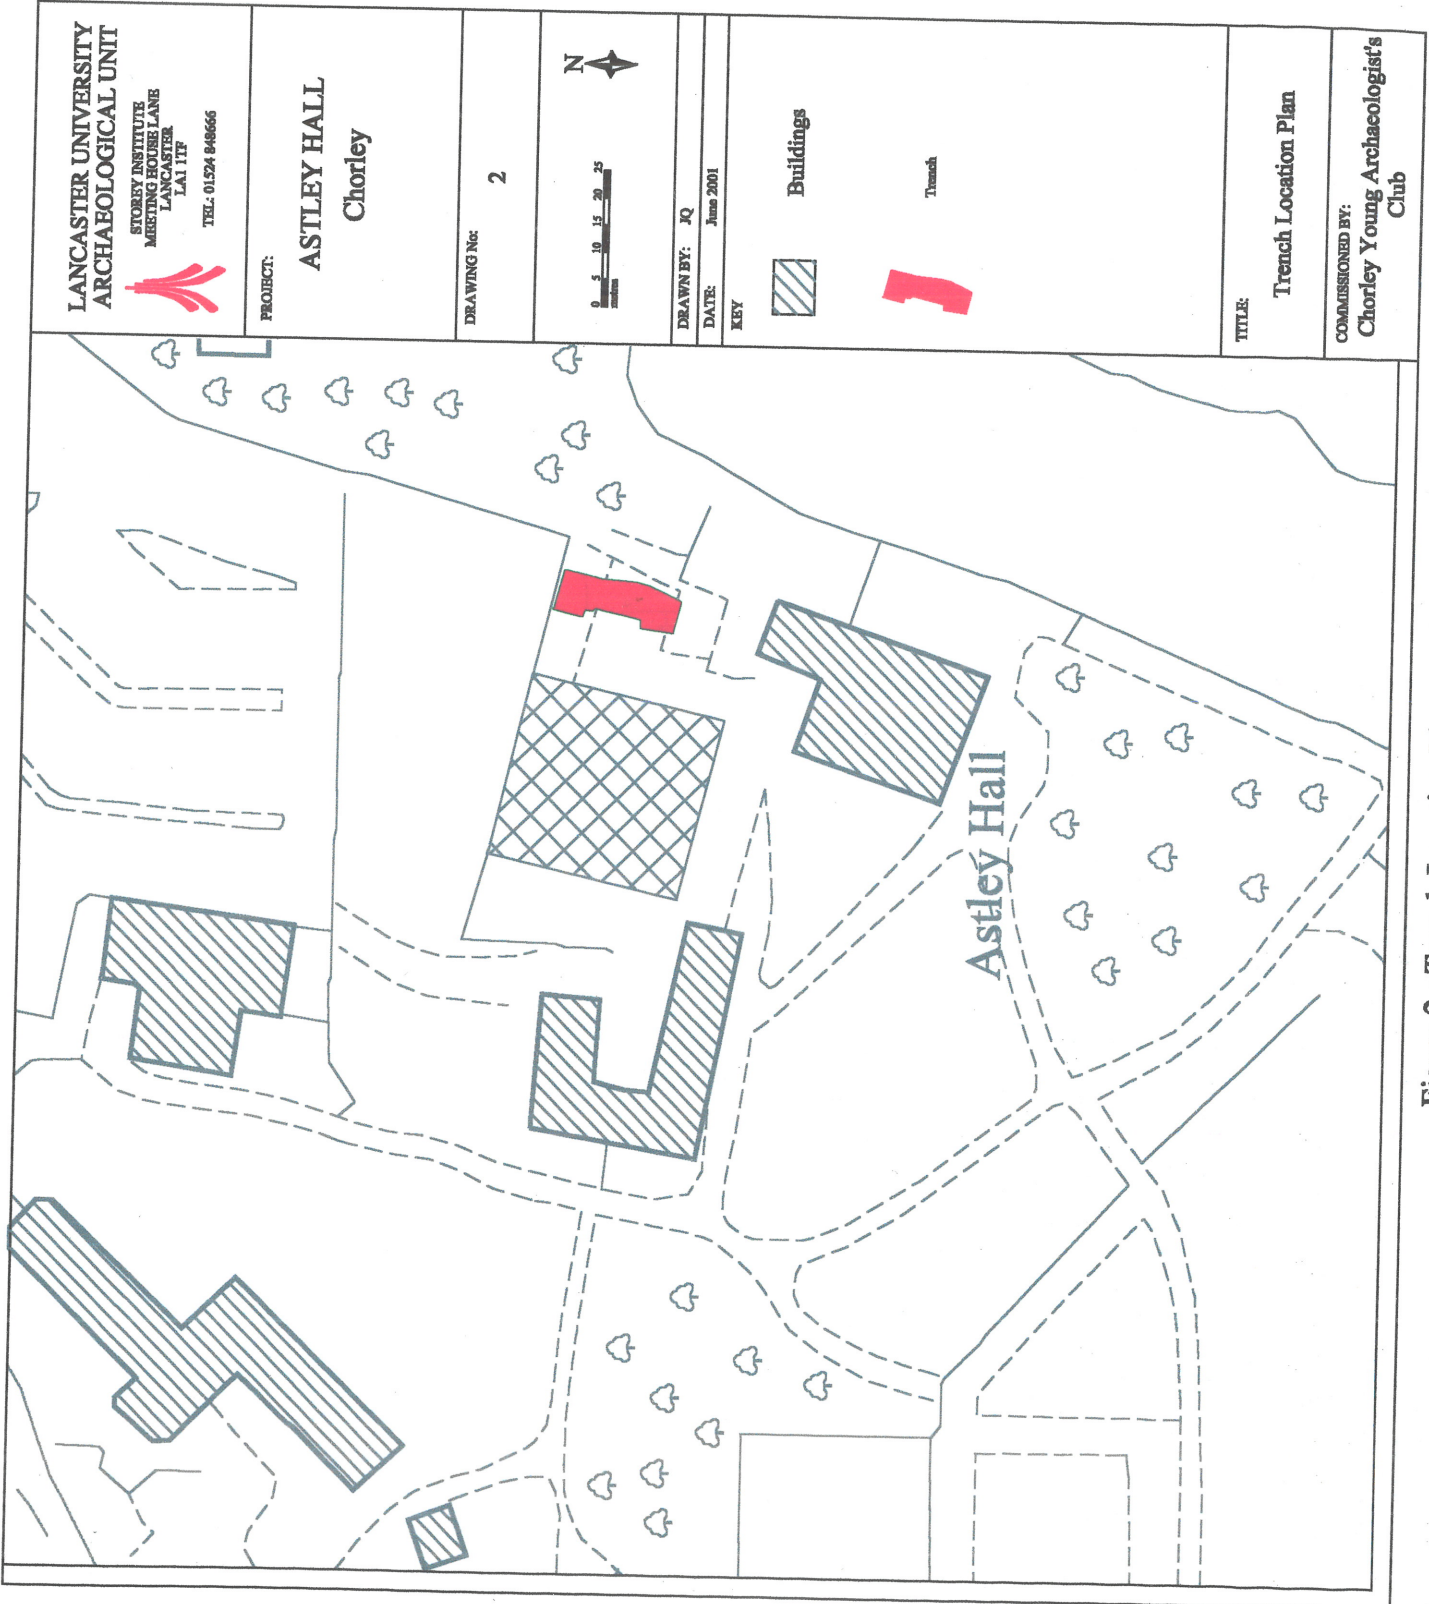 LANCASTER UNIVERSITY
ARCHAEOLOGICAL UNIT
STOREY INSTITUTE
MEETING HOUSE LANE
LANCASTER
LA1 1TF
TEL: 01524 848666
PROJECT:
ASTLEY HALL
Chorley
DRAWING No:
2
N
0 5 10 15 20 25
metres
DRAWN BY: JQ
DATE: June 2001
KEY
Buildings
Trench
TITLE:
Trench Location Plan
COMMISSIONED BY:
Chorley Young Archaeologist's
Club
Astley Hall